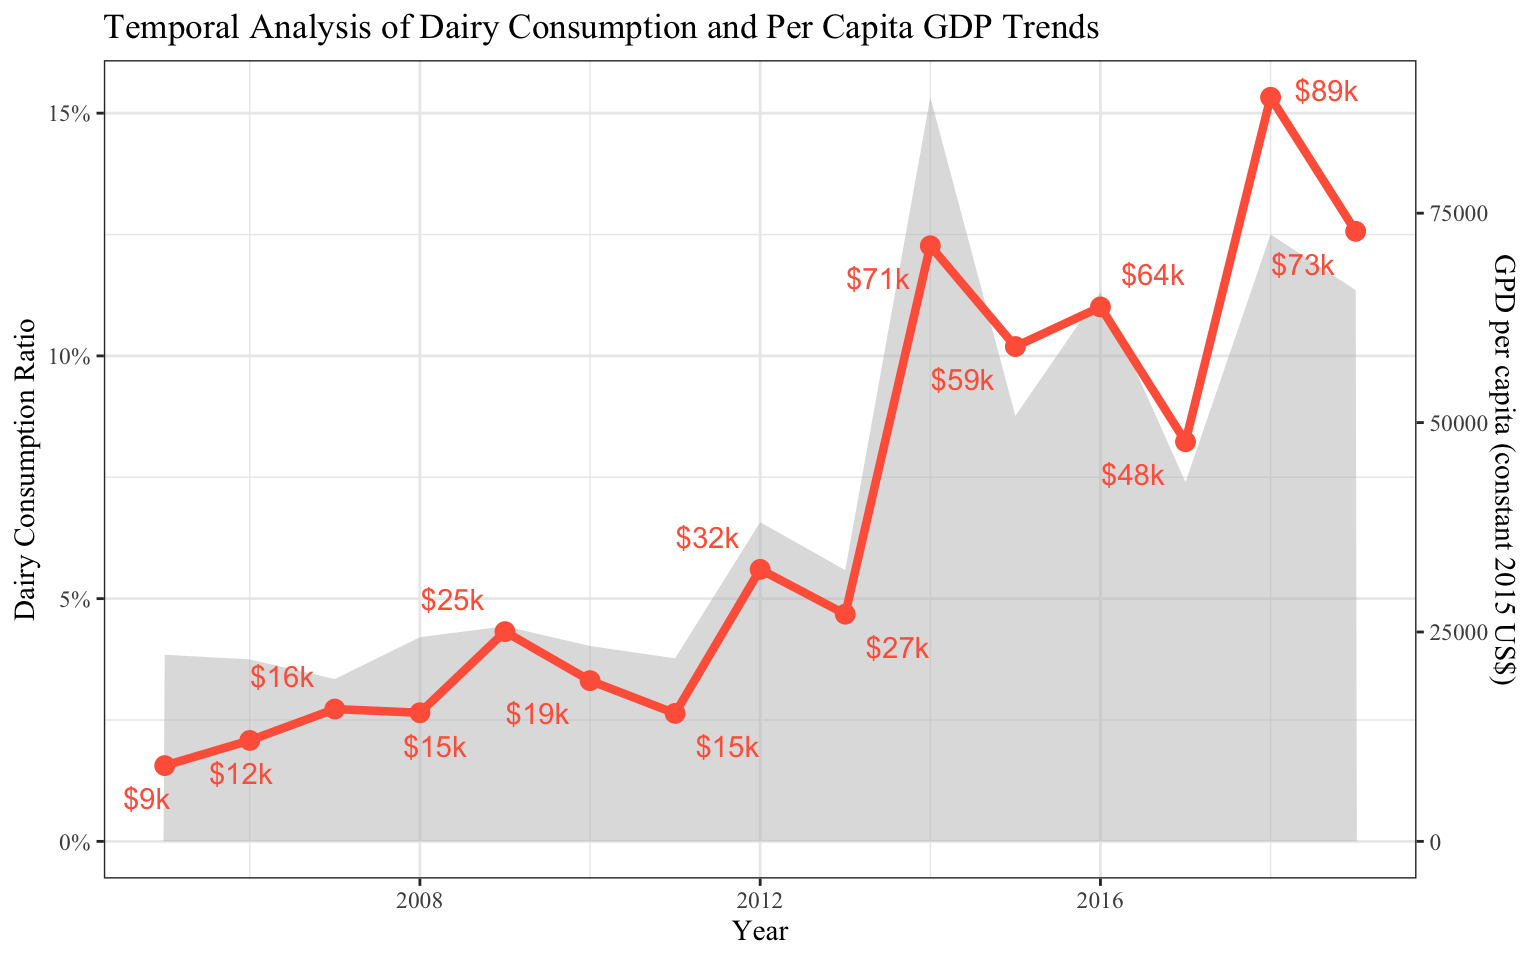 Temporal Analysis of Dairy Consumption and Per Capita GDP Trends
15%
10%
5%
0%
Dairy Consumption Ratio
$9k
$12k
$16k
$15k
$25k
$19k
$15k
$32k
$27k
$71k
$59k
$64k
$48k
$89k
$73k
75000
50000
25000
0
GPD per capita (constant 2015 US$)
2008
2012
2016
Year